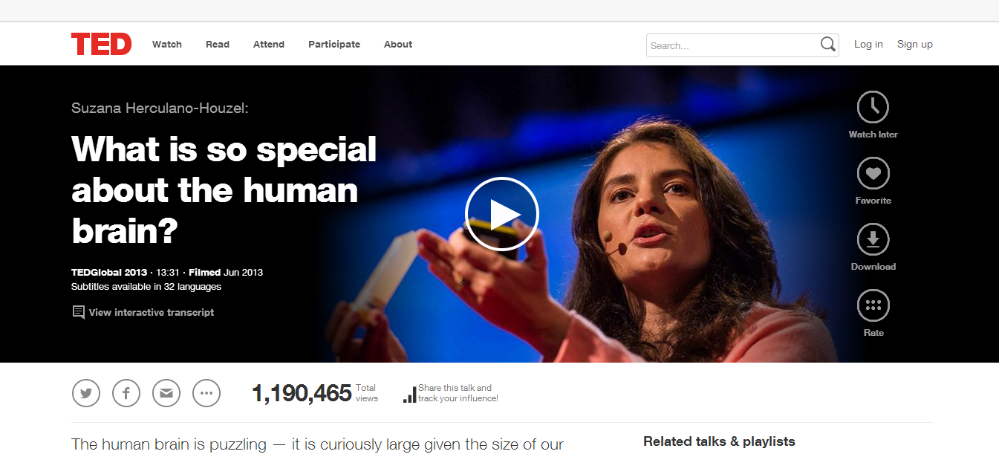 TED
Watch Read Attend Participate About
Search...
Log in Sign up
Suzana Herculano-Houzel:
What is so special
about the human
brain?
TEDGlobal 2013 · 13:31 · Filmed Jun 2013
Subtitles available in 32 languages
View interactive transcript
Watch later
Favorite
Download
Rate
1,190,465 Total
views
Share this talk and
track your influence!
The human brain is puzzling — it is curiously large given the size of our
Related talks & playlists